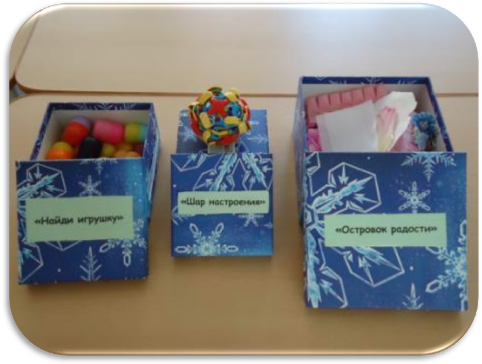 «Найди игрушку»
«Шар настроения»
«Островок радости»